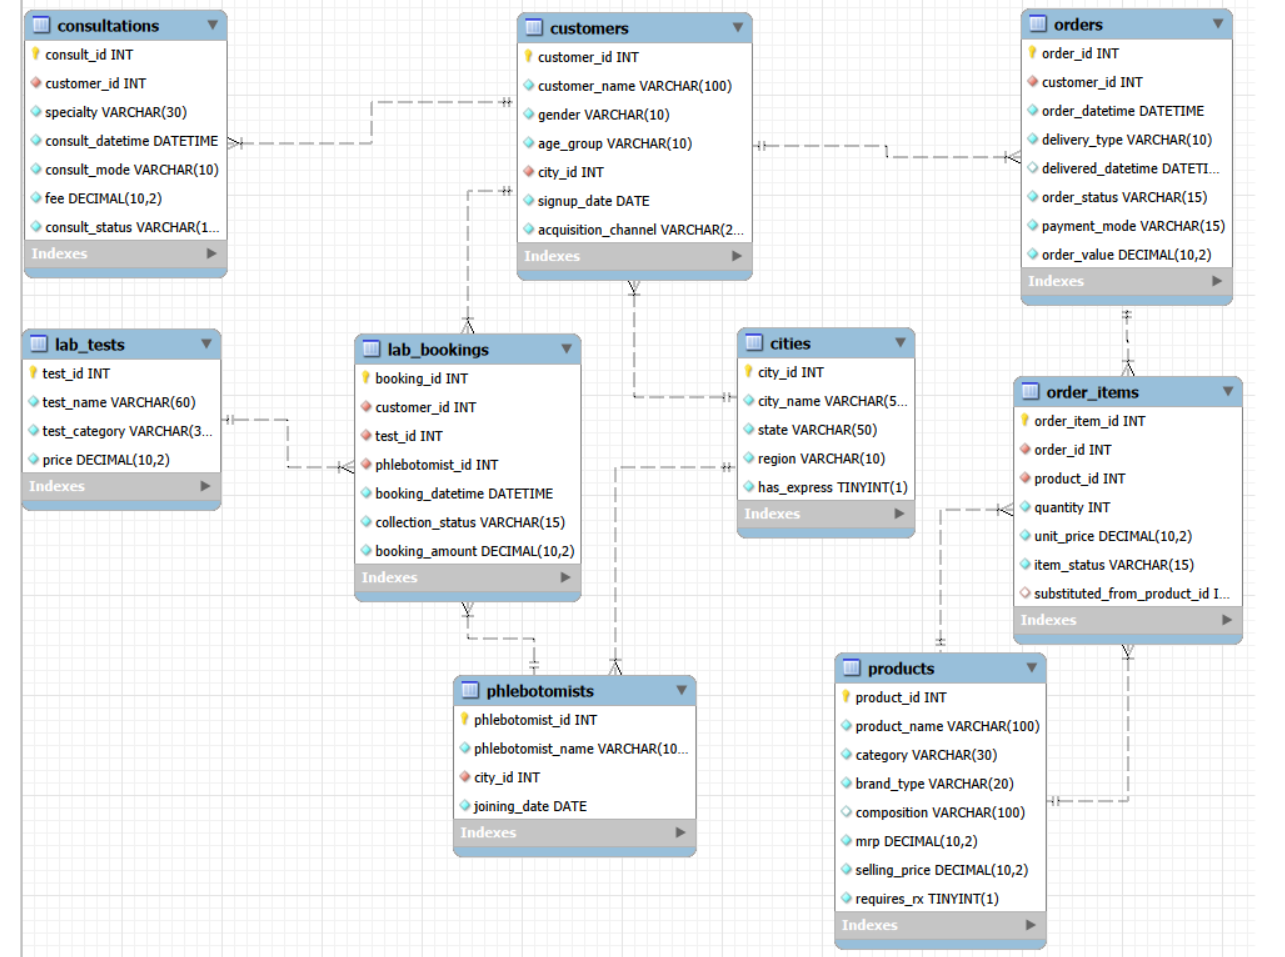 consultations
consult_id INT
customer_id INT
specialty VARCHAR(30)
consult_datetime DATETIME
consult_mode VARCHAR(10)
fee DECIMAL(10,2)
consult_status VARCHAR(1...
Indexes
customers
customer_id INT
customer_name VARCHAR(100)
gender VARCHAR(10)
age_group VARCHAR(10)
city_id INT
signup_date DATE
acquisition_channel VARCHAR(2...
Indexes
orders
order_id INT
customer_id INT
order_datetime DATETIME
delivery_type VARCHAR(10)
delivered_datetime DATETI...
order_status VARCHAR(15)
payment_mode VARCHAR(15)
order_value DECIMAL(10,2)
Indexes
lab_tests
test_id INT
test_name VARCHAR(60)
test_category VARCHAR(3...
price DECIMAL(10,2)
Indexes
lab_bookings
booking_id INT
customer_id INT
test_id INT
phlebotomist_id INT
booking_datetime DATETIME
collection_status VARCHAR(15)
booking_amount DECIMAL(10,2)
Indexes
cities
city_id INT
city_name VARCHAR(5...
state VARCHAR(50)
region VARCHAR(10)
has_express TINYINT(1)
Indexes
order_items
order_item_id INT
order_id INT
product_id INT
quantity INT
unit_price DECIMAL(10,2)
item_status VARCHAR(15)
substituted_from_product_id I...
Indexes
phlebotomists
phlebotomist_id INT
phlebotomist_name VARCHAR(10...
city_id INT
joining_date DATE
Indexes
products
product_id INT
product_name VARCHAR(100)
category VARCHAR(30)
brand_type VARCHAR(20)
composition VARCHAR(100)
mrp DECIMAL(10,2)
selling_price DECIMAL(10,2)
requires_rx TINYINT(1)
Indexes